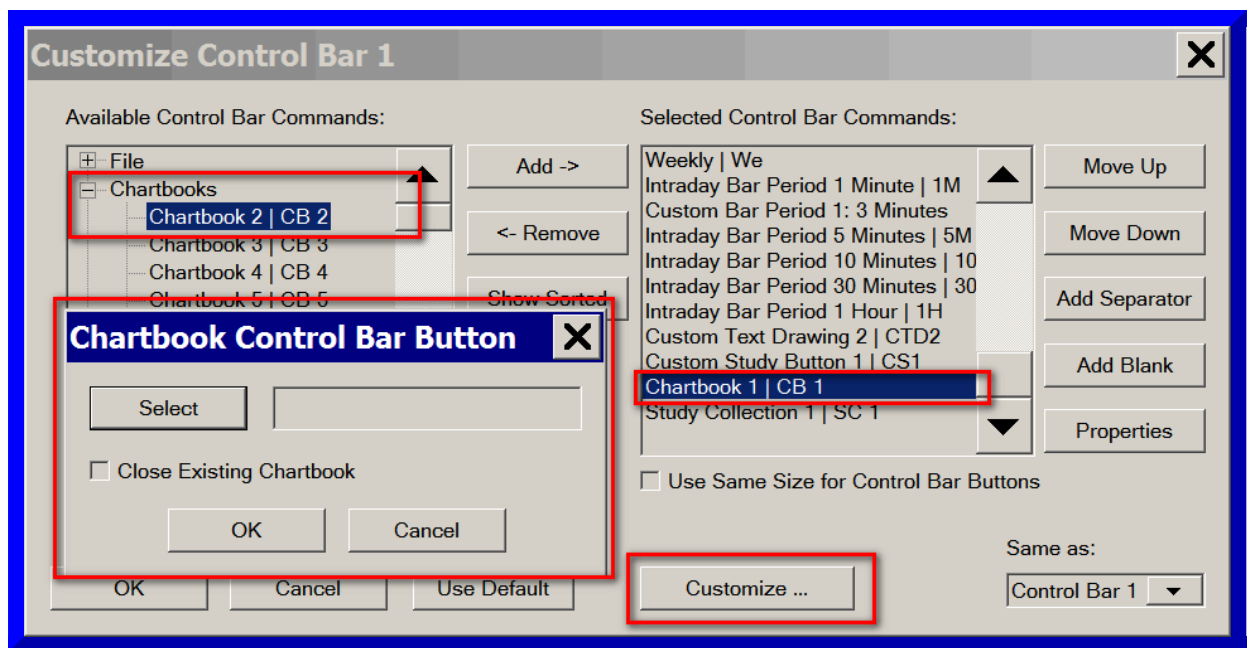 Customize Control Bar 1
Available Control Bar Commands:
File
Chartbooks
Chartbook 2 | CB 2
Chartbook 3 | CB 3
Chartbook 4 | CB 4
Chartbook 5 | CB 5
Add ->
<- Remove
Show Sorted
Selected Control Bar Commands:
Weekly | We
Intraday Bar Period 1 Minute | 1M
Custom Bar Period 1: 3 Minutes
Intraday Bar Period 5 Minutes | 5M
Intraday Bar Period 10 Minutes | 10
Intraday Bar Period 30 Minutes | 30
Intraday Bar Period 1 Hour | 1H
Custom Text Drawing 2 | CTD2
Custom Study Button 1 | CS1
Chartbook 1 | CB 1
Study Collection 1 | SC 1
Move Up
Move Down
Add Separator
Add Blank
Properties
Chartbook Control Bar Button
Select
Close Existing Chartbook
OK
Cancel
Use Same Size for Control Bar Buttons
Same as:
Control Bar 1
OK
Cancel
Use Default
Customize ...